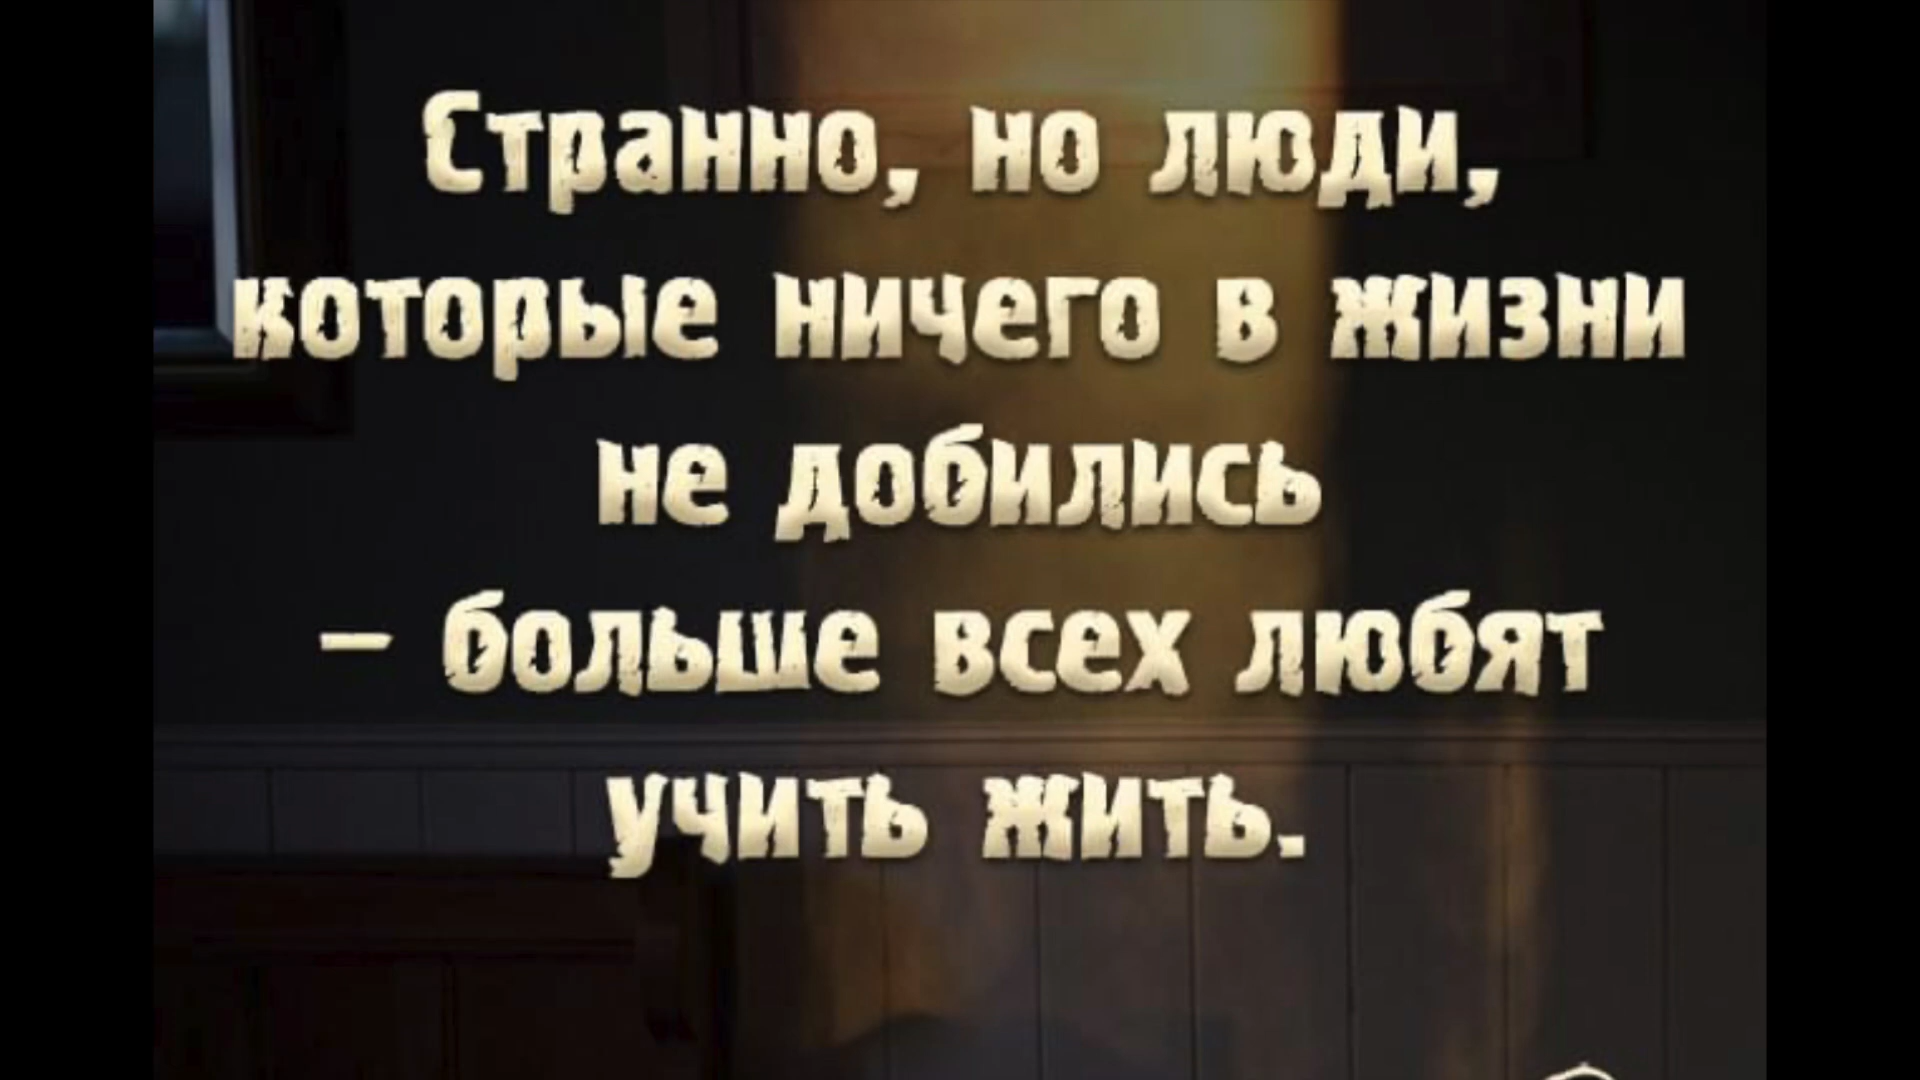 Странно, но люди,
которые ничего в жизни
не добились
– больше всех любят
учить жить.